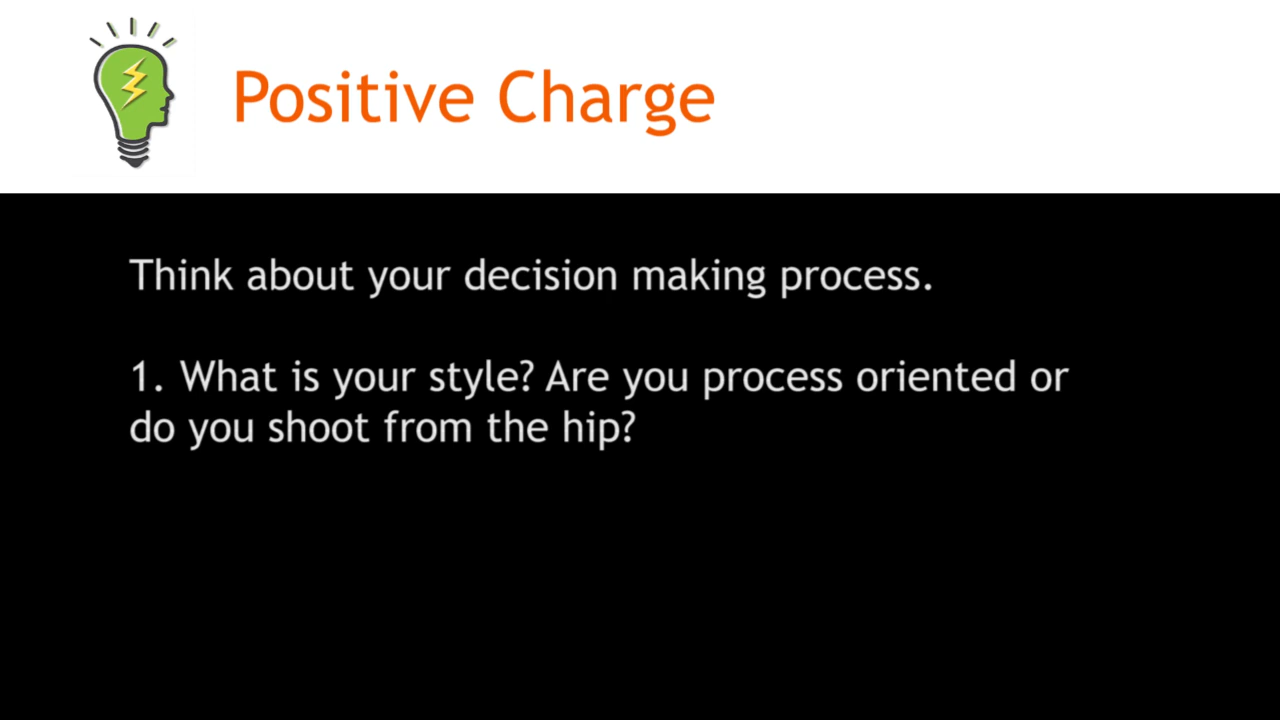 Positive Charge
Think about your decision making process.
1. What is your style? Are you process oriented or
do you shoot from the hip?